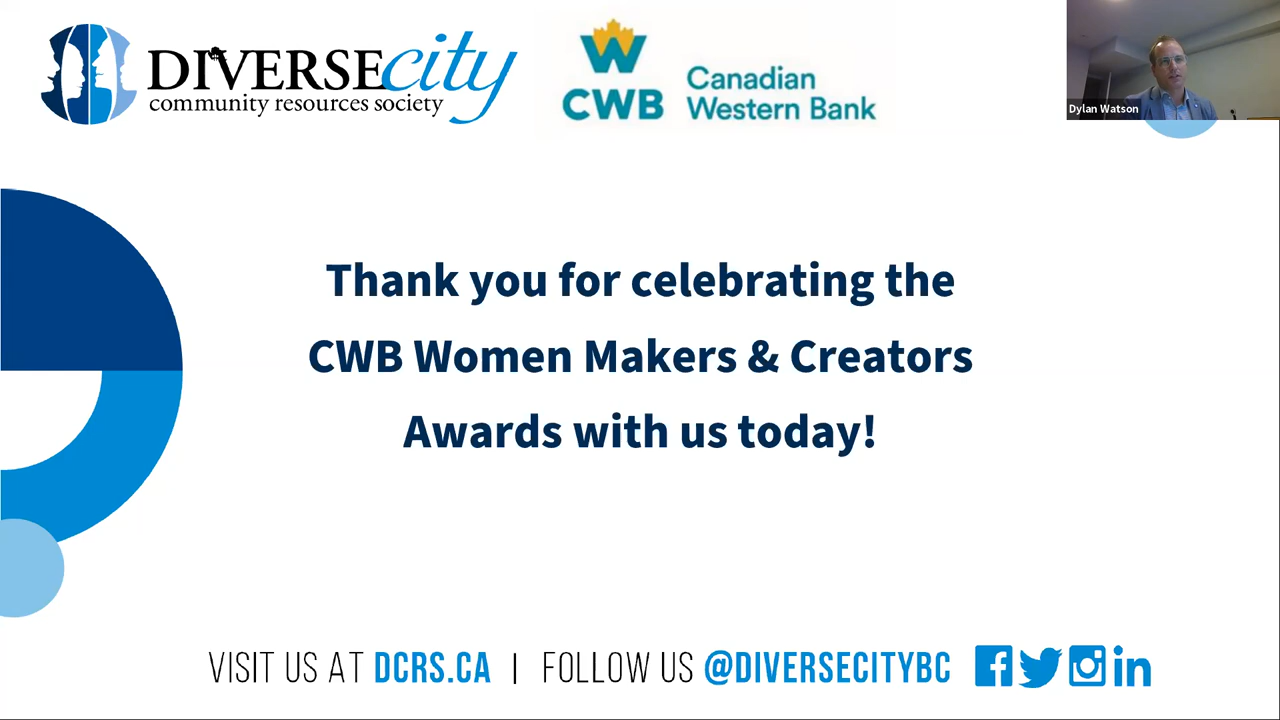 DIVERSEcity
community resources society
W
CWB
Canadian
Western Bank
Dylan Watson
Thank you for celebrating the
CWB Women Makers & Creators
Awards with us today!
VISIT US AT DCRS.CA | FOLLOW US @DIVERSECITYBC